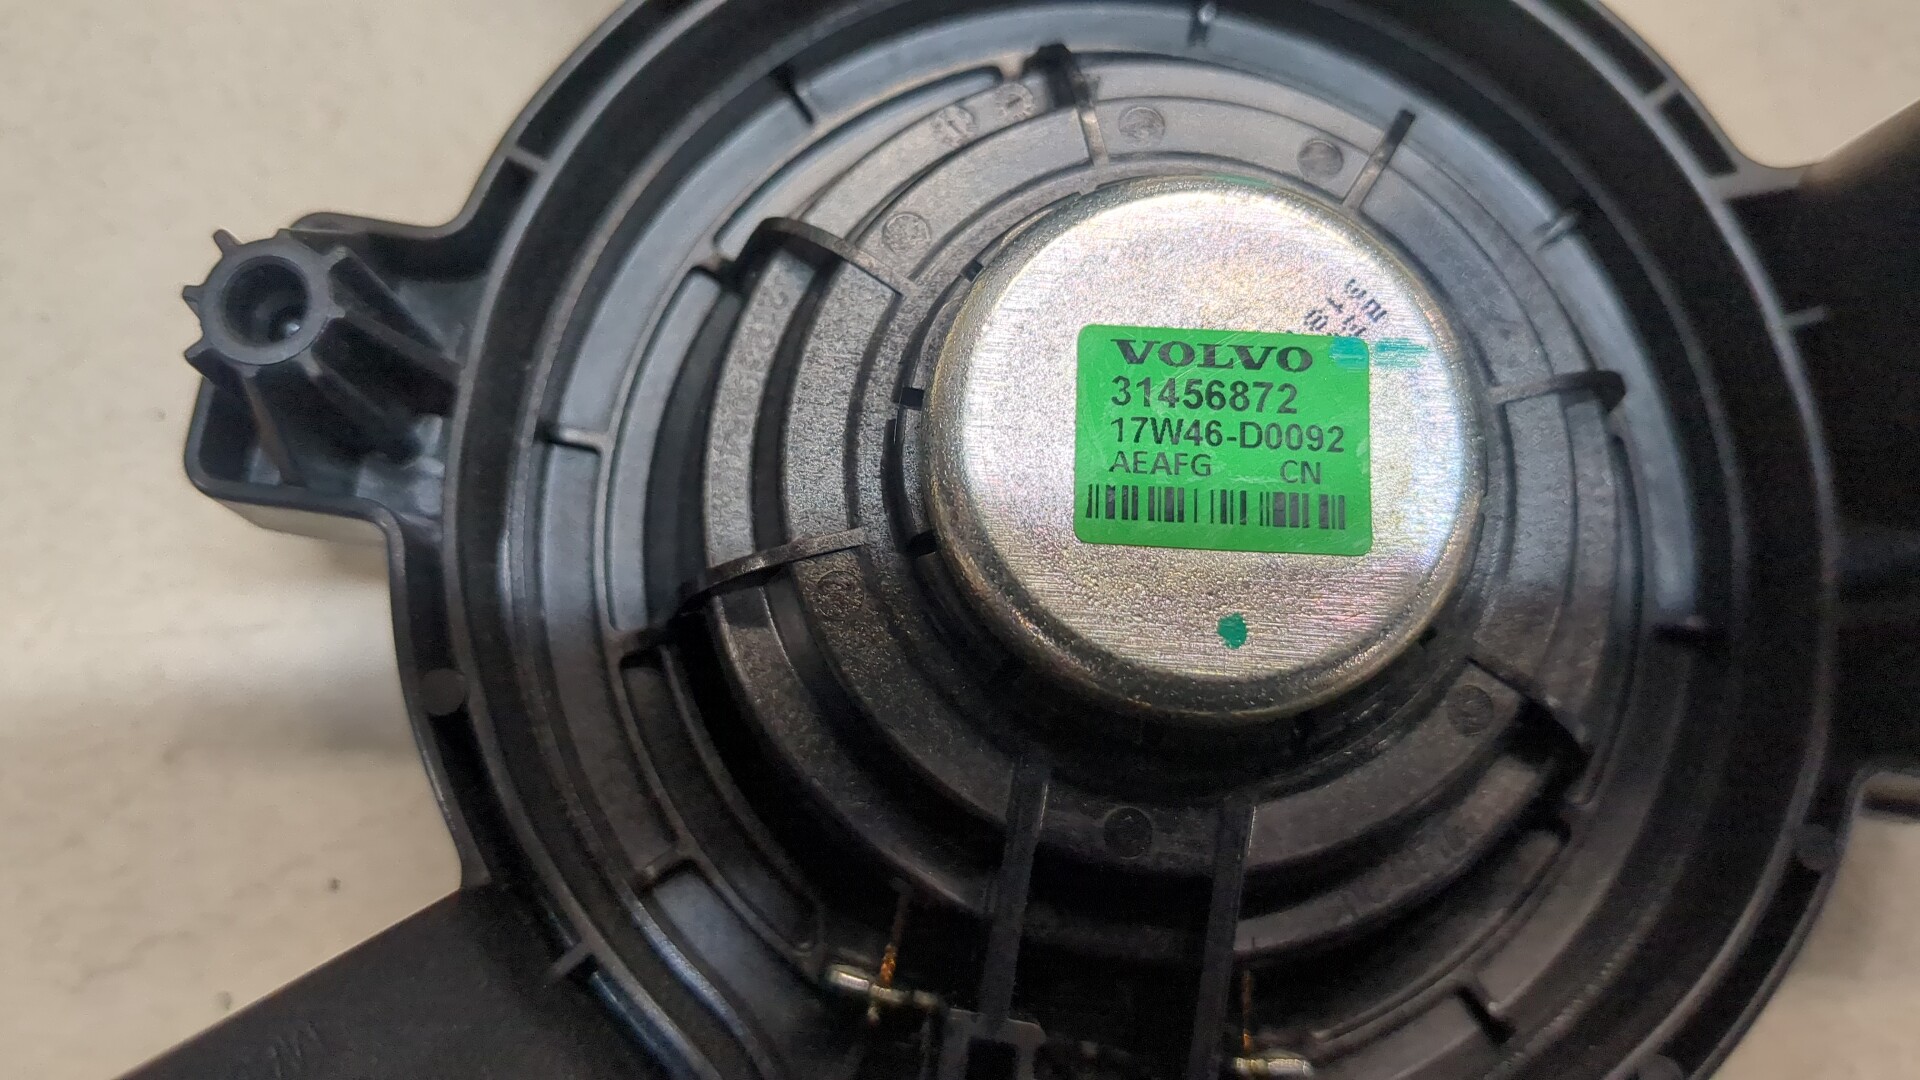 VOLVO
31456872
17W46-D0092
AEAFG CN